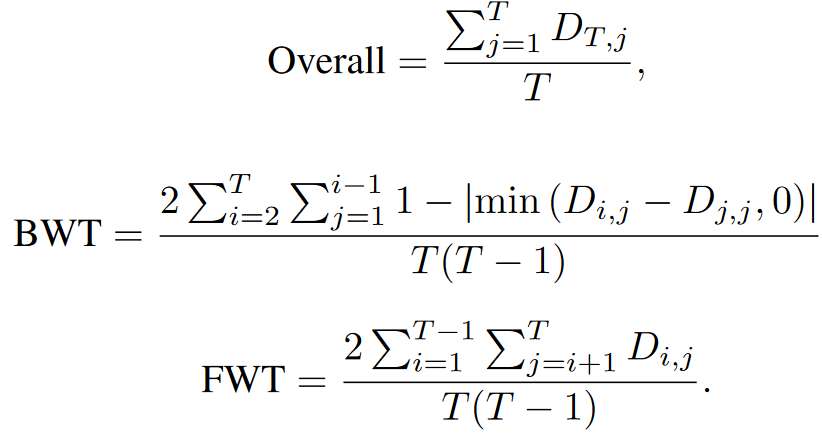 Overall = \frac{\sum_{j=1}^{T} D_{T,j}}{T},
BWT = \frac{2 \sum_{i=2}^{T} \sum_{j=1}^{i-1} 1 - |\min (D_{i,j} - D_{j,j}, 0)|}{T(T-1)}
FWT = \frac{2 \sum_{i=1}^{T-1} \sum_{j=i+1}^{T} D_{i,j}}{T(T-1)}.